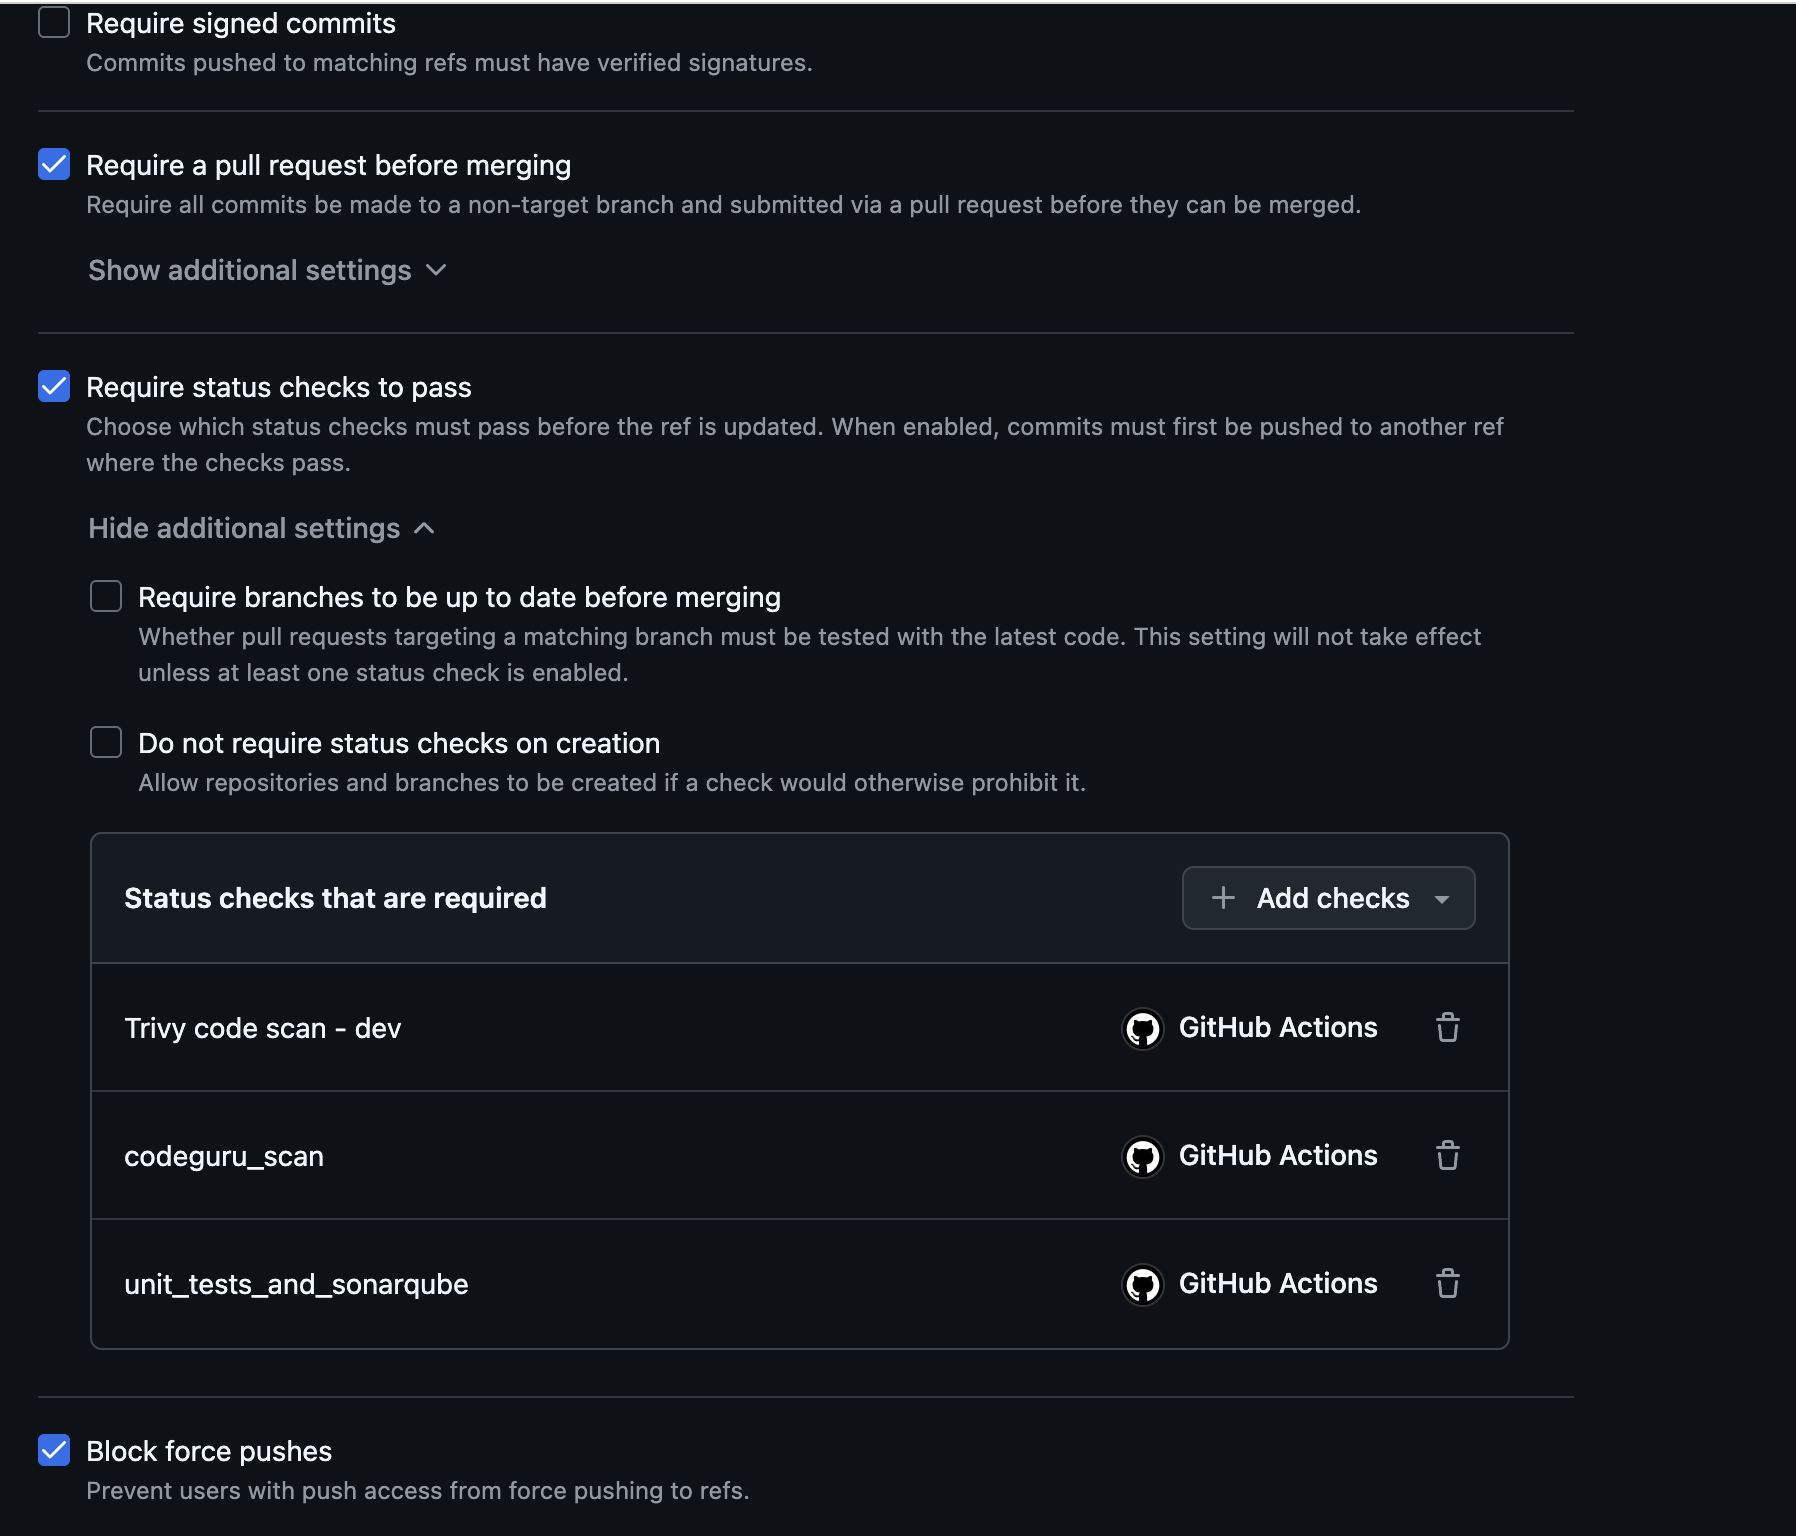 Require signed commits
Commits pushed to matching refs must have verified signatures.
Require a pull request before merging
Require all commits be made to a non-target branch and submitted via a pull request before they can be merged.
Show additional settings
Require status checks to pass
Choose which status checks must pass before the ref is updated. When enabled, commits must first be pushed to another ref
where the checks pass.
Hide additional settings
Require branches to be up to date before merging
Whether pull requests targeting a matching branch must be tested with the latest code. This setting will not take effect
unless at least one status check is enabled.
Do not require status checks on creation
Allow repositories and branches to be created if a check would otherwise prohibit it.
Status checks that are required
Add checks
Trivy code scan - dev
GitHub Actions
codeguru_scan
GitHub Actions
unit_tests_and_sonarqube
GitHub Actions
Block force pushes
Prevent users with push access from force pushing to refs.